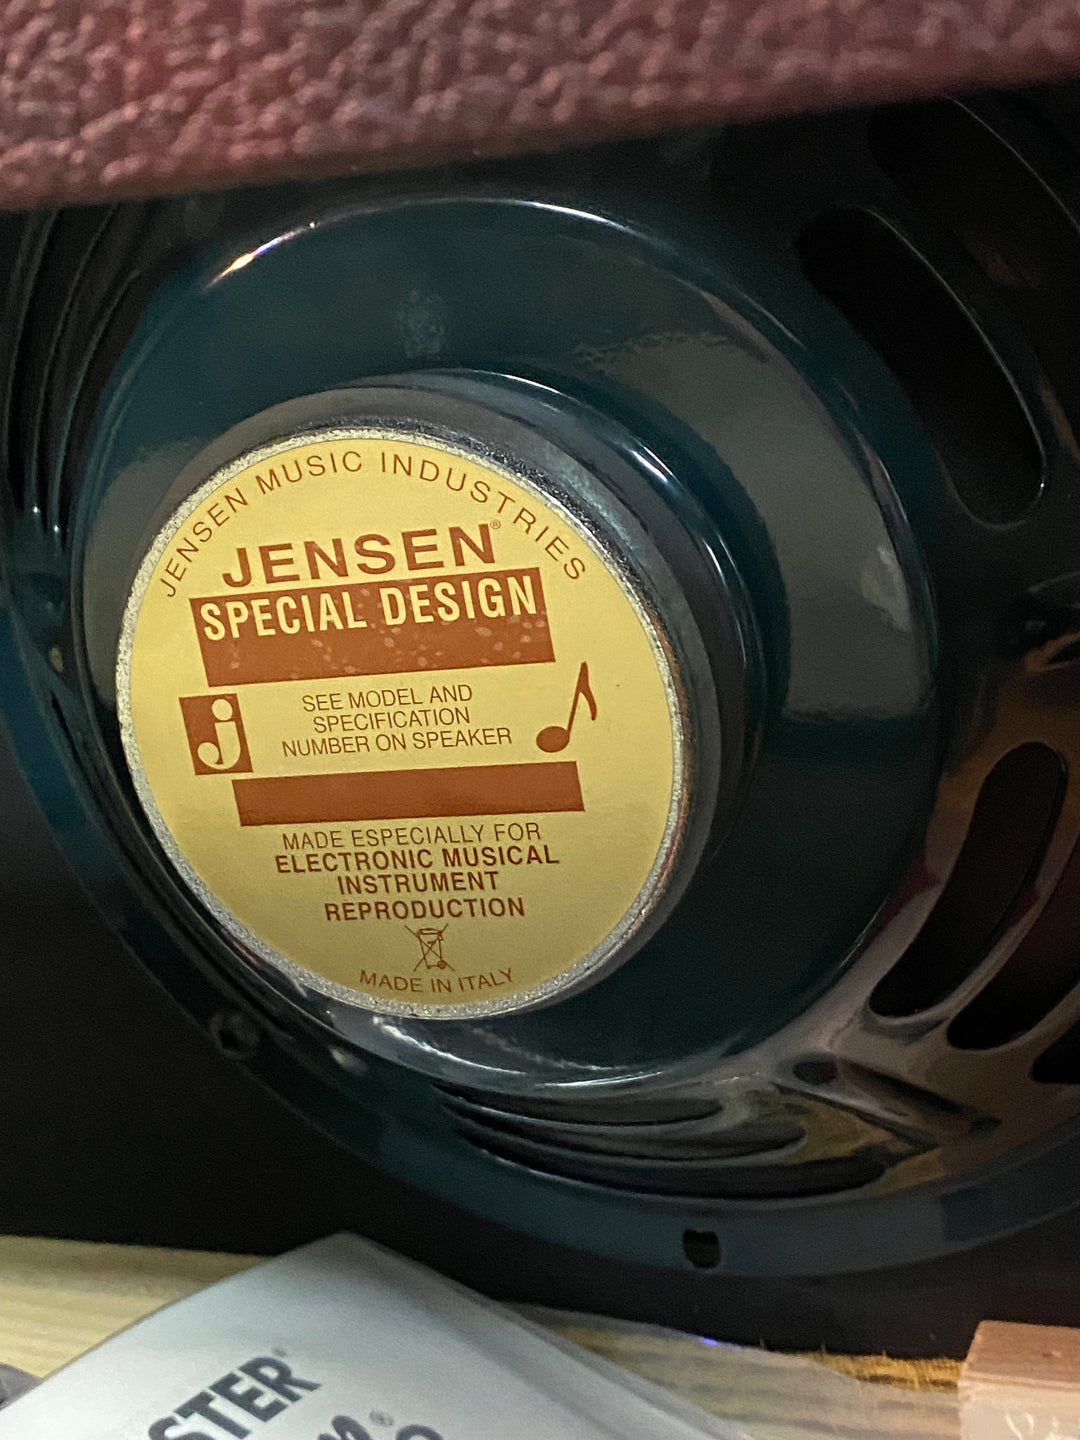 JENSEN MUSIC INDUSTRIES
JENSEN®
SPECIAL DESIGN
j
SEE MODEL AND
SPECIFICATION
NUMBER ON SPEAKER
MADE ESPECIALLY FOR
ELECTRONIC MUSICAL
INSTRUMENT
REPRODUCTION
MADE IN ITALY